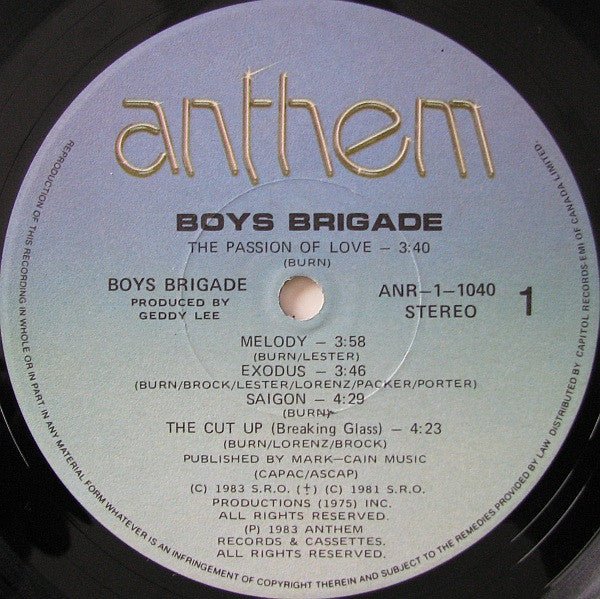 anthem
BOYS BRIGADE
THE PASSION OF LOVE — 3:40
(BURN)
BOYS BRIGADE
PRODUCED BY
GEDDY LEE
ANR-1-1040
STEREO
1
MELODY — 3:58
(BURN/LESTER)
EXODUS — 3:46
(BURN/BROCK/LESTER/LORENZ/PACKER/PORTER)
SAIGON — 4:29
(BURN)
THE CUT UP (Breaking Glass) — 4:23
(BURN/LORENZ/BROCK)
PUBLISHED BY MARK-CAIN MUSIC
(CAPAC/ASCAP)
(C) 1983 S.R.O. (†) (C) 1981 S.R.O.
PRODUCTIONS (1975) INC.
ALL RIGHTS RESERVED.
(P) 1983 ANTHEM
RECORDS & CASSETTES.
ALL RIGHTS RESERVED.
REPRODUCTION OF THIS RECORDING IN WHOLE OR IN PART IN ANY MATERIAL FORM WHATEVER IS AN INFRINGEMENT OF COPYRIGHT THEREIN AND SUBJECT TO THE REMEDIES PROVIDED BY LAW DISTRIBUTED BY CAPITOL RECORDS EMI OF CANADA LIMITED.